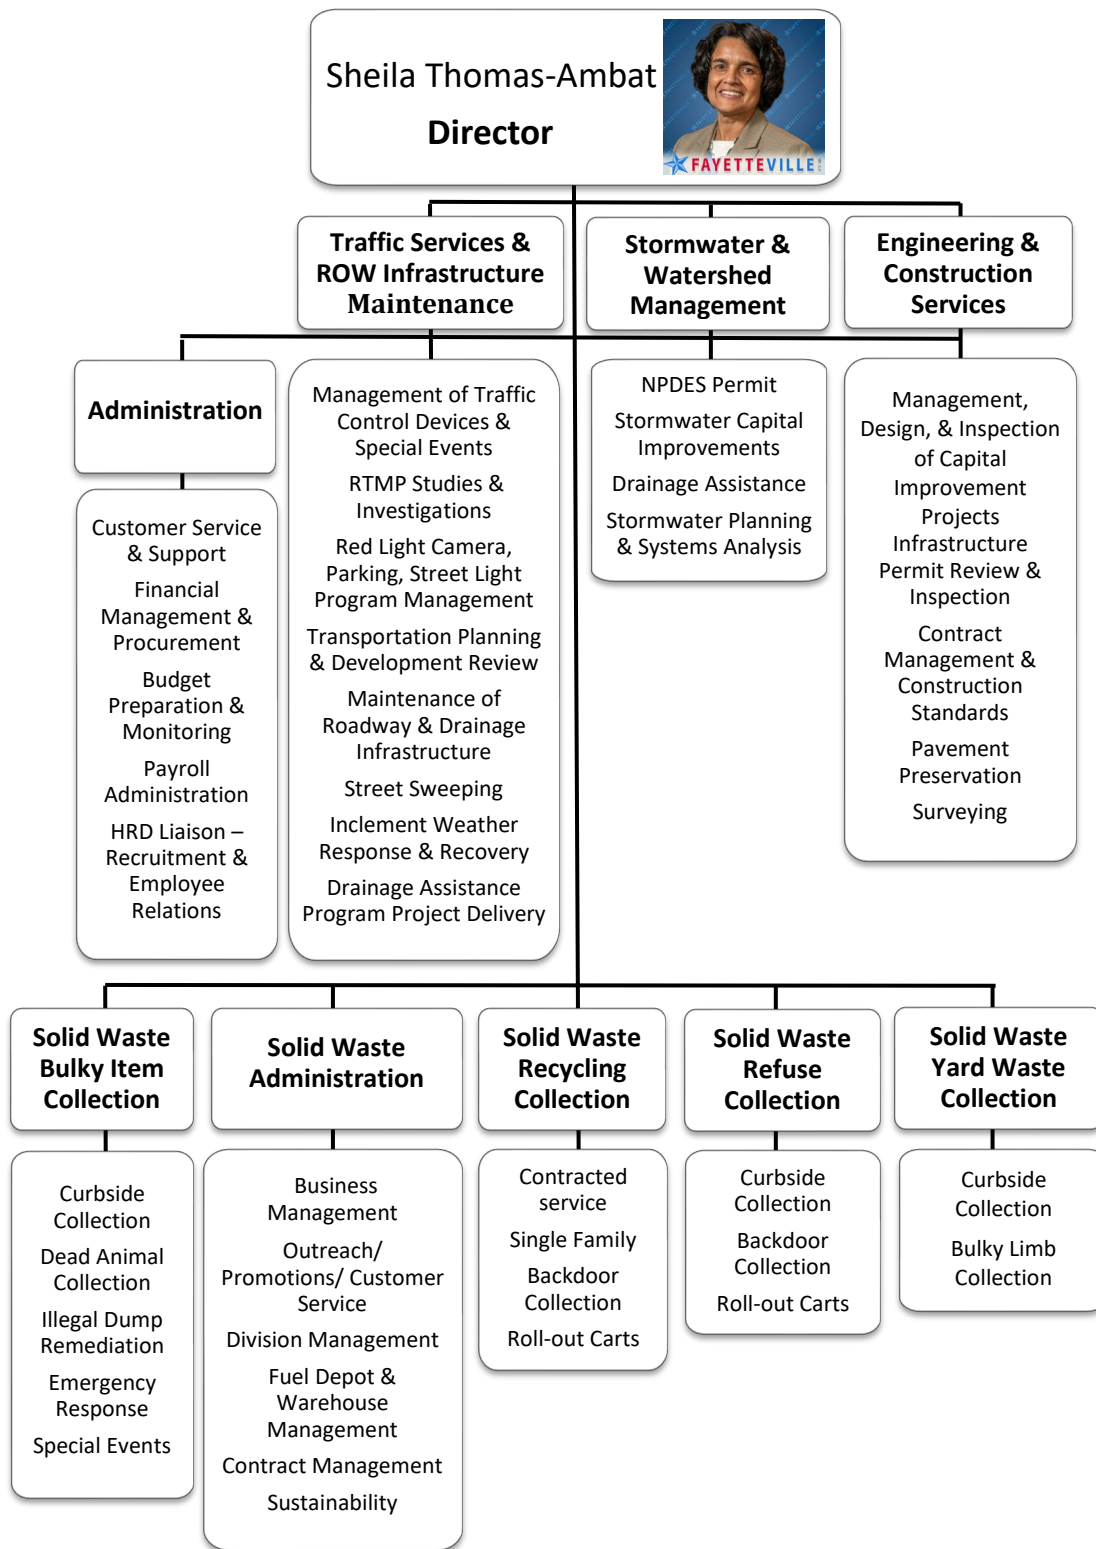 Sheila Thomas-Ambat
Director
FAYETTEVILLE
Traffic Services &
ROW Infrastructure
Maintenance
Stormwater &
Watershed
Management
Engineering &
Construction
Services
Administration
Customer Service
& Support
Financial
Management &
Procurement
Budget
Preparation &
Monitoring
Payroll
Administration
HRD Liaison –
Recruitment &
Employee
Relations
Management of Traffic
Control Devices &
Special Events
RTMP Studies &
Investigations
Red Light Camera,
Parking, Street Light
Program Management
Transportation Planning
& Development Review
Maintenance of
Roadway & Drainage
Infrastructure
Street Sweeping
Inclement Weather
Response & Recovery
Drainage Assistance
Program Project Delivery
NPDES Permit
Stormwater Capital
Improvements
Drainage Assistance
Stormwater Planning
& Systems Analysis
Management,
Design, & Inspection
of Capital
Improvement
Projects
Infrastructure
Permit Review &
Inspection
Contract
Management &
Construction
Standards
Pavement
Preservation
Surveying
Solid Waste
Bulky Item
Collection
Solid Waste
Administration
Solid Waste
Recycling
Collection
Solid Waste
Refuse
Collection
Solid Waste
Yard Waste
Collection
Curbside
Collection
Dead Animal
Collection
Illegal Dump
Remediation
Emergency
Response
Special Events
Business
Management
Outreach/
Promotions/ Customer
Service
Division Management
Fuel Depot &
Warehouse
Management
Contract Management
Sustainability
Contracted
service
Single Family
Backdoor
Collection
Roll-out Carts
Curbside
Collection
Backdoor
Collection
Roll-out Carts
Curbside
Collection
Bulky Limb
Collection